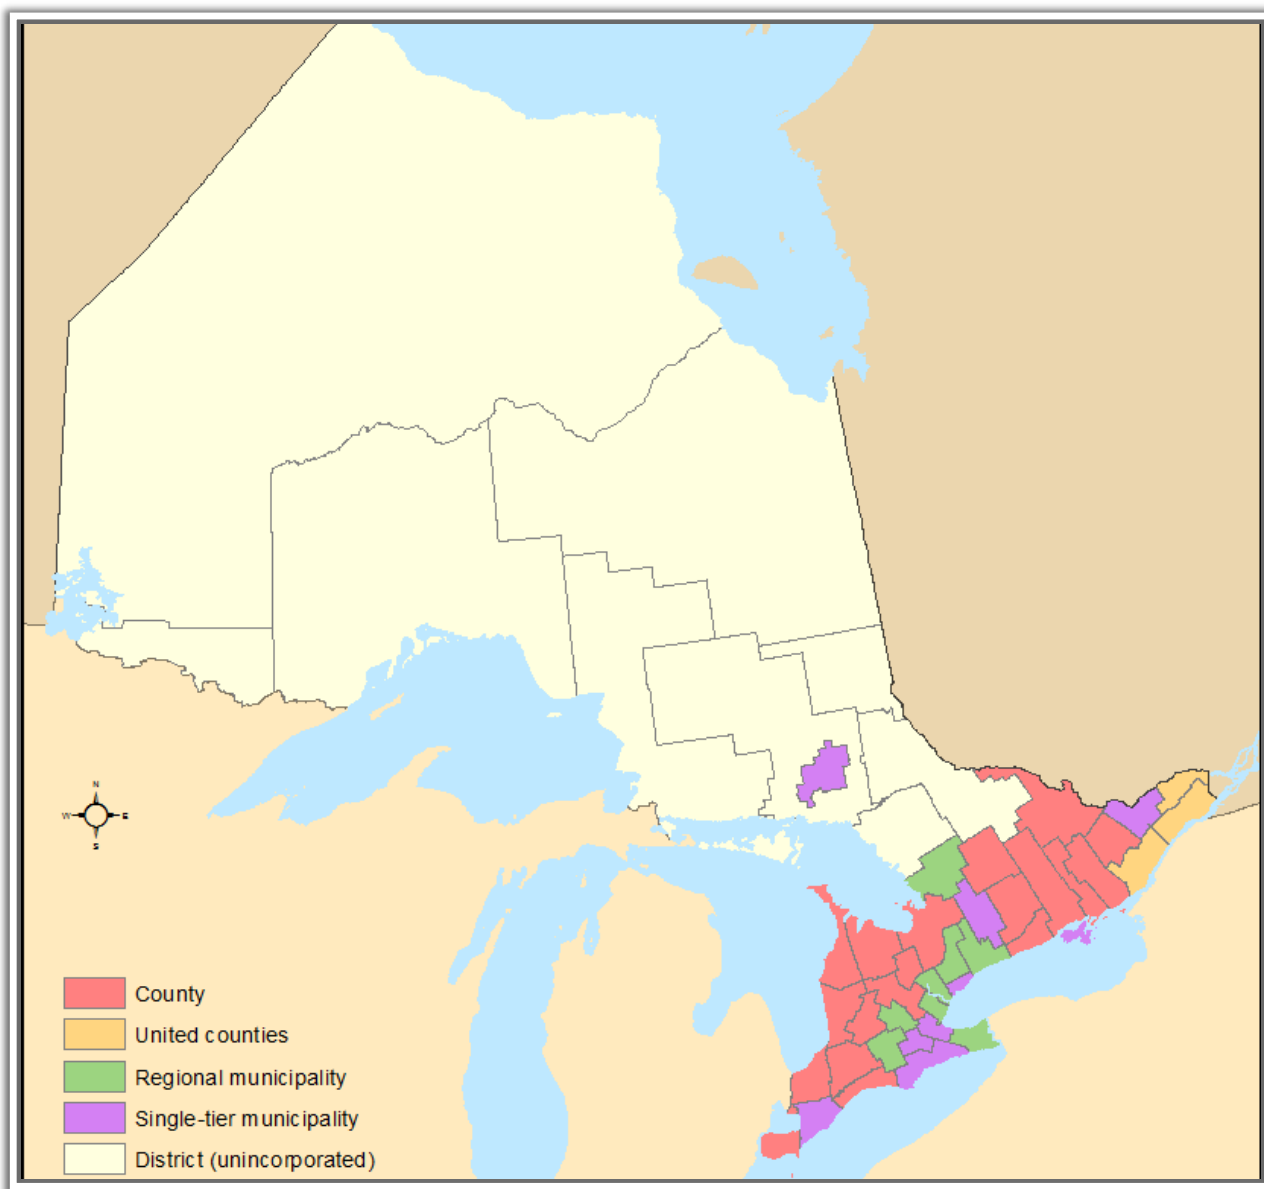 N
W E
S
County
United counties
Regional municipality
Single-tier municipality
District (unincorporated)